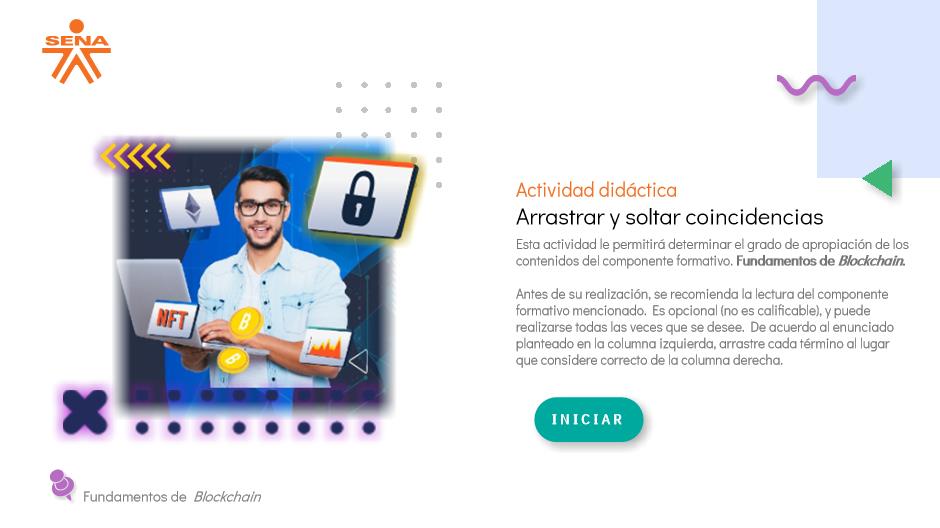 SENA
Actividad didáctica
Arrastrar y soltar coincidencias
Esta actividad le permitirá determinar el grado de apropiación de los
contenidos del componente formativo. Fundamentos de Blockchain.
Antes de su realización, se recomienda la lectura del componente
formativo mencionado. Es opcional (no es calificable), y puede
realizarse todas las veces que se desee. De acuerdo al enunciado
planteado en la columna izquierda, arrastre cada término al lugar
que considere correcto de la columna derecha.
NFT
INICIAR
Fundamentos de Blockchain